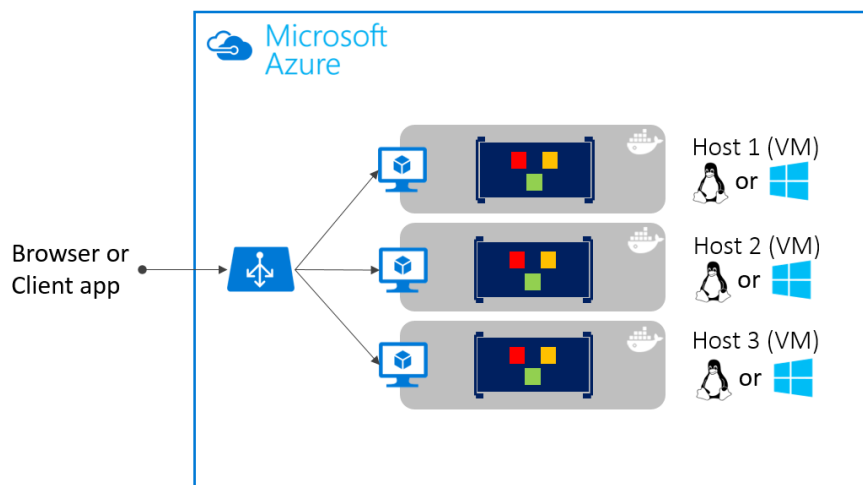 Microsoft
Azure
Host 1 (VM)
or
Host 2 (VM)
or
Host 3 (VM)
or
Browser or
Client app